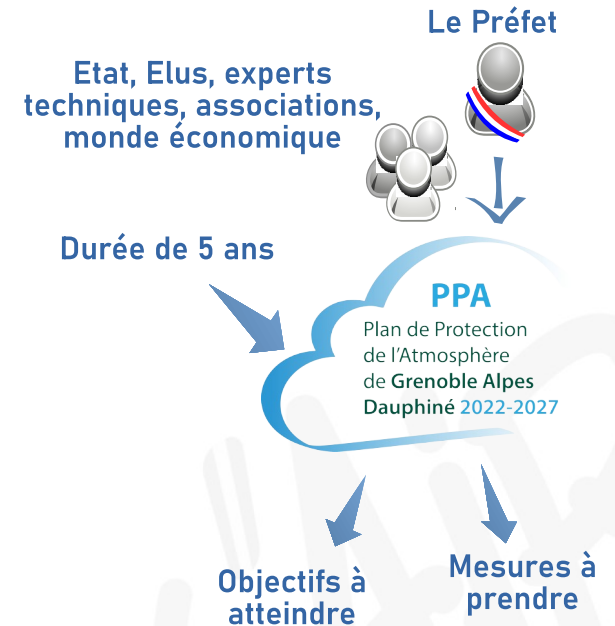 Le Préfet
Etat, Elus, experts
techniques, associations,
monde économique
Durée de 5 ans
PPA
Plan de Protection
de l'Atmosphère
de Grenoble Alpes
Dauphiné 2022-2027
Objectifs à
atteindre
Mesures à
prendre